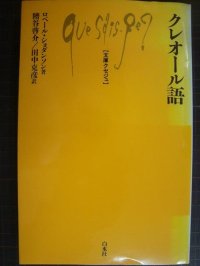 クレオール語
que sais-je?
［文庫クセジュ］
ロベール・ショダンソン著
糟谷啓介／田中克彦訳
白水社